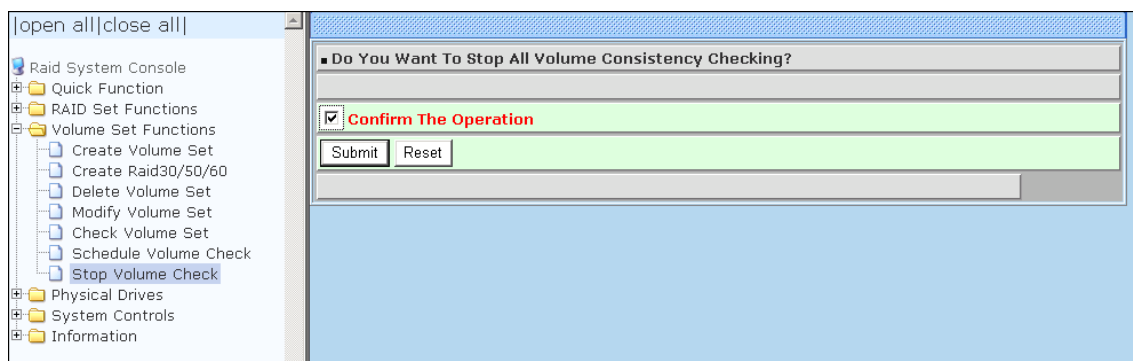 |open all|close all|
Raid System Console
Quick Function
RAID Set Functions
Volume Set Functions
Create Volume Set
Create Raid30/50/60
Delete Volume Set
Modify Volume Set
Check Volume Set
Schedule Volume Check
Stop Volume Check
Physical Drives
System Controls
Information
Do You Want To Stop All Volume Consistency Checking?
Confirm The Operation
Submit Reset